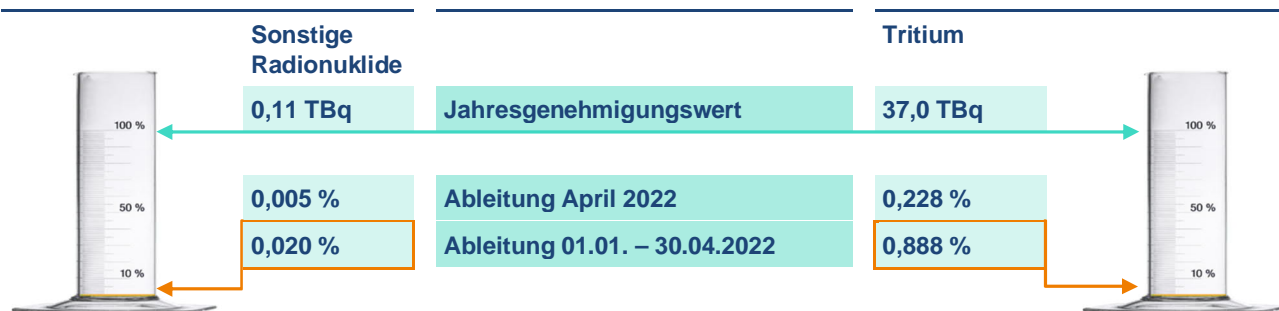 Sonstige
Radionuklide
Tritium
0,11 TBq Jahresgenehmigungswert 37,0 TBq
100 % 100 %
0,005 % Ableitung April 2022 0,228 %
50 % 50 %
0,020 % Ableitung 01.01. – 30.04.2022 0,888 %
10 % 10 %